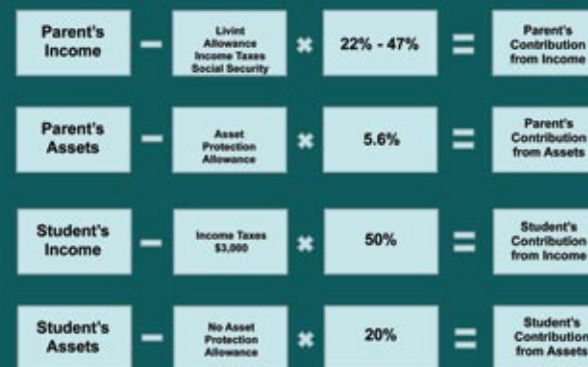 Parent's
Income
Livint
Allowance
Income Taxes
Social Security
22% - 47%
Parent's
Contribution
from Income
Parent's
Assets
Asset
Protection
Allowance
5.6%
Parent's
Contribution
from Assets
Student's
Income
Income Taxes
$3,000
50%
Student's
Contribution
from Income
Student's
Assets
No Asset
Protection
Allowance
20%
Student's
Contribution
from Assets